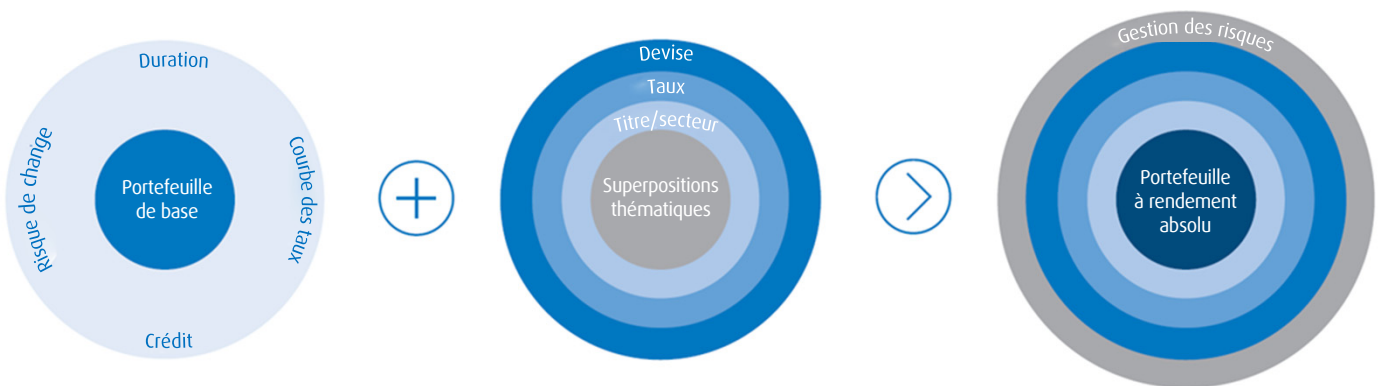 Duration
Risque de change
Portefeuille
de base
courbe des taux
Crédit
Devise
Taux
Titre/secteur
Superpositions
thématiques
Gestion des risques
Portefeuille
à rendement
absolu